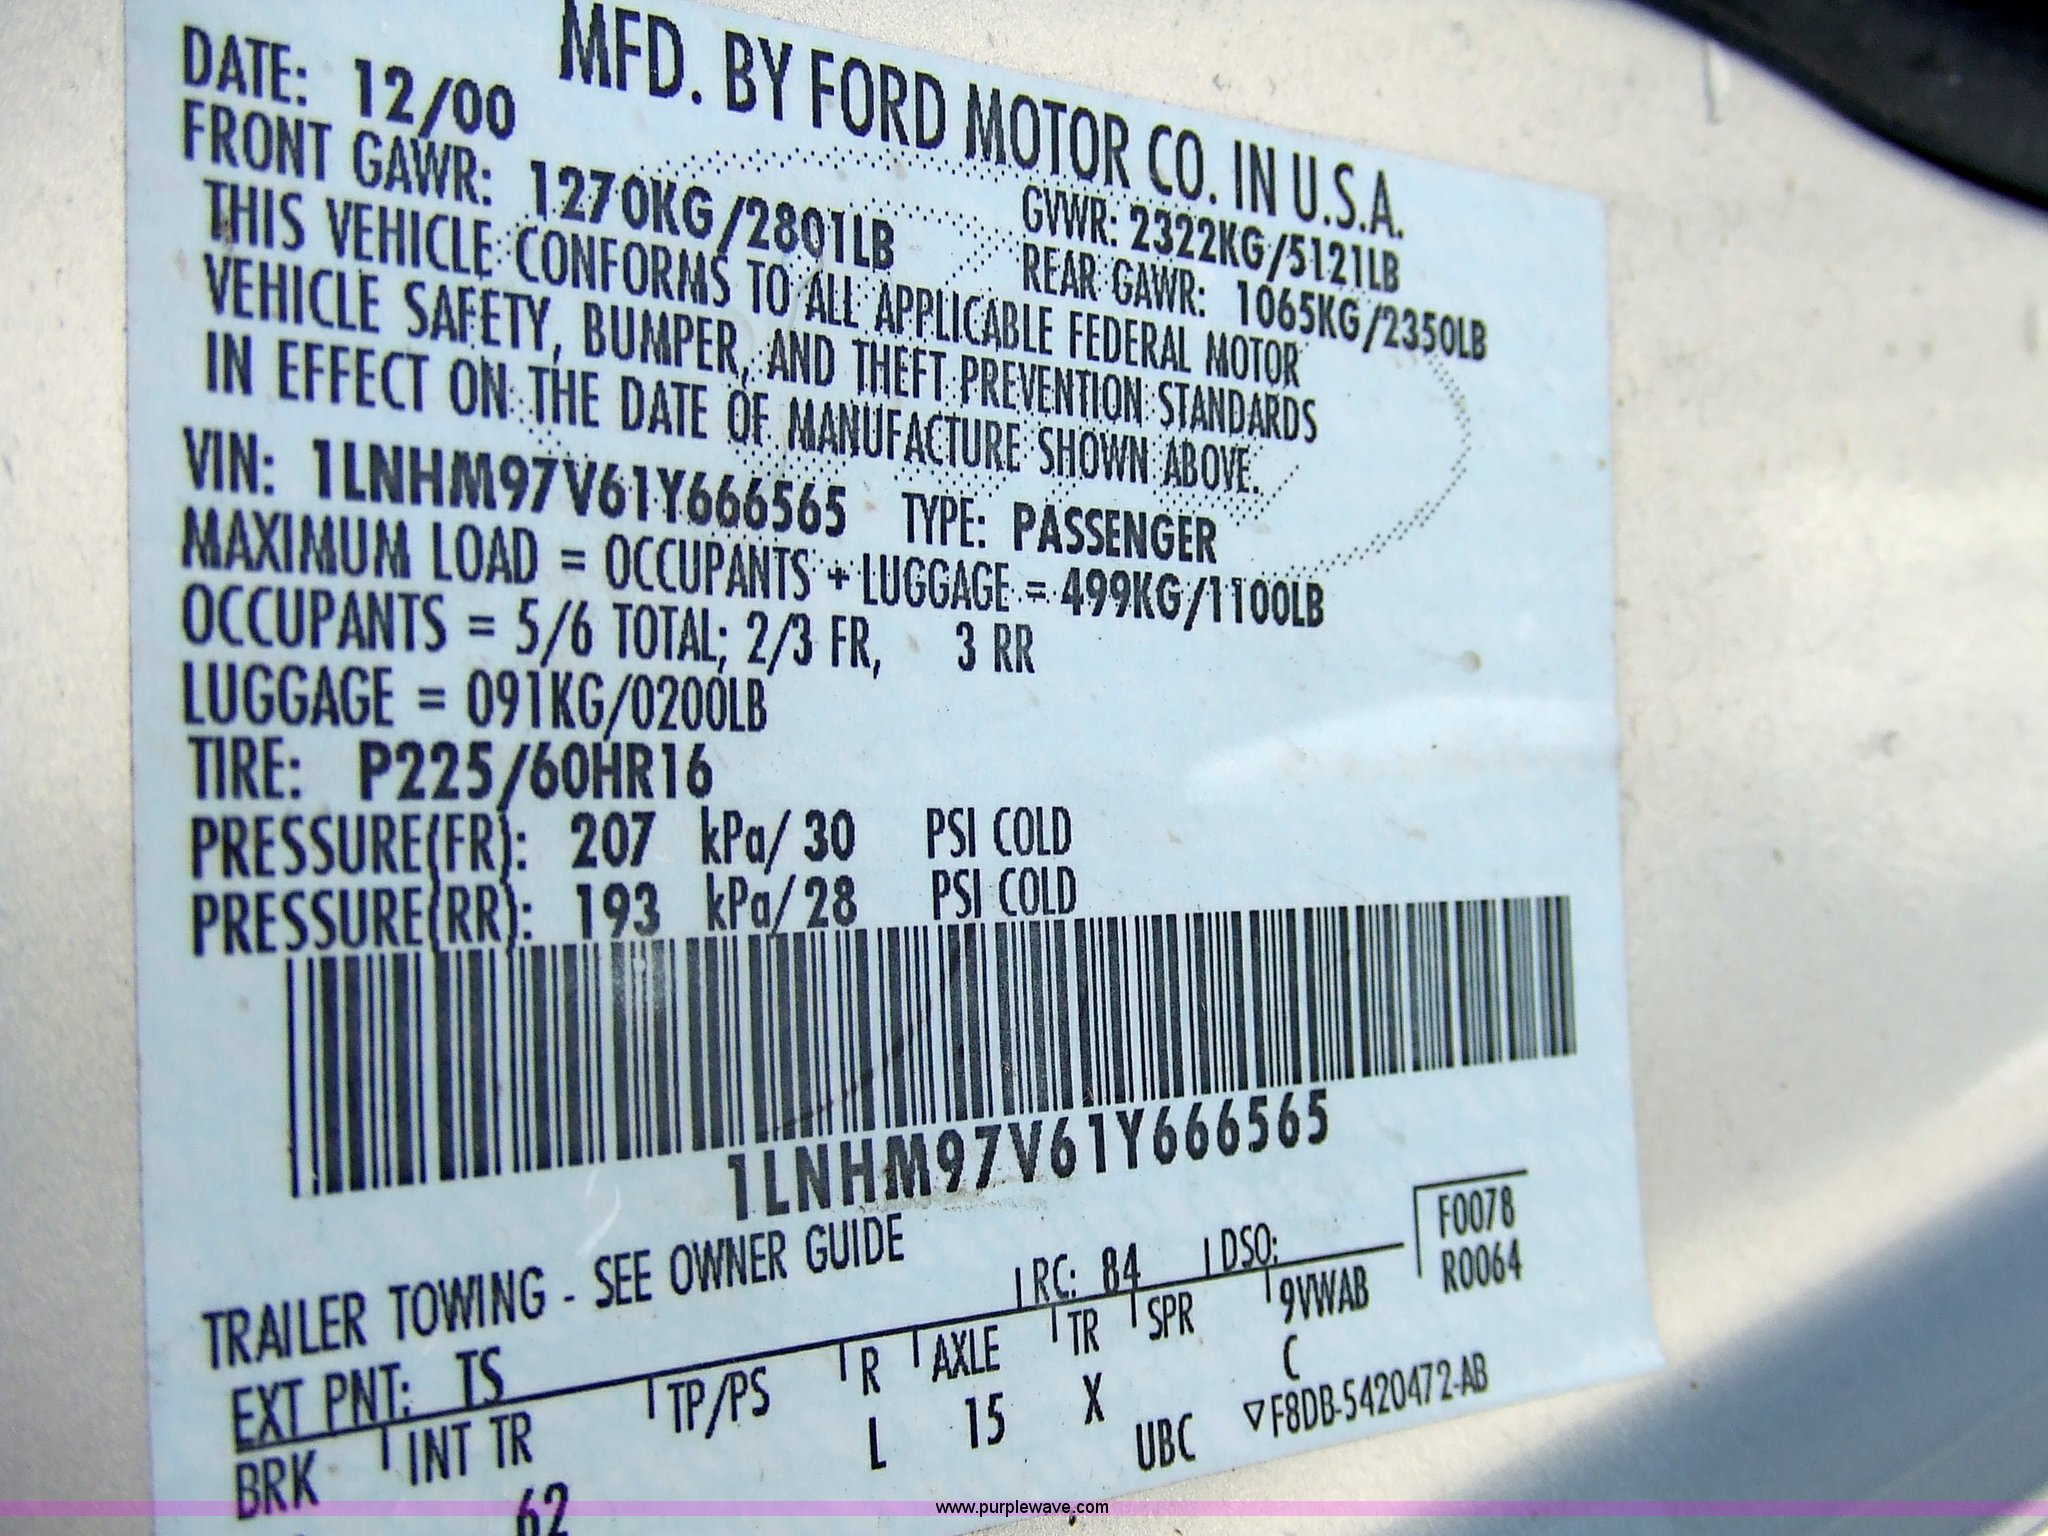 MFD. BY FORD MOTOR CO. IN U.S.A.
DATE: 12/00 GVWR: 2322KG/5121LB
FRONT GAWR: 1270KG/2801LB REAR GAWR: 1065KG/2350LB
THIS VEHICLE CONFORMS TO ALL APPLICABLE FEDERAL MOTOR
VEHICLE SAFETY, BUMPER, AND THEFT PREVENTION STANDARDS
IN EFFECT ON THE DATE OF MANUFACTURE SHOWN ABOVE.
VIN: 1LNHM97V61Y666565 TYPE: PASSENGER
MAXIMUM LOAD = OCCUPANTS + LUGGAGE = 499KG/1100LB
OCCUPANTS = 5/6 TOTAL; 2/3 FR, 3 RR
LUGGAGE = 091KG/0200LB
TIRE: P225/60HR16
PRESSURE(FR): 207 kPa/ 30 PSI COLD
PRESSURE(RR): 193 kPa/ 28 PSI COLD
1LNHM97V61Y666565
TRAILER TOWING - SEE OWNER GUIDE
F0078
R0064
EXT PNT: TS RC: 84 DSO:
BRK INT TR TP/PS R AXLE TR SPR 9VWAB
62 L 15 X C
UBC ▽F8DB-5420472-AB
www.purplewave.com